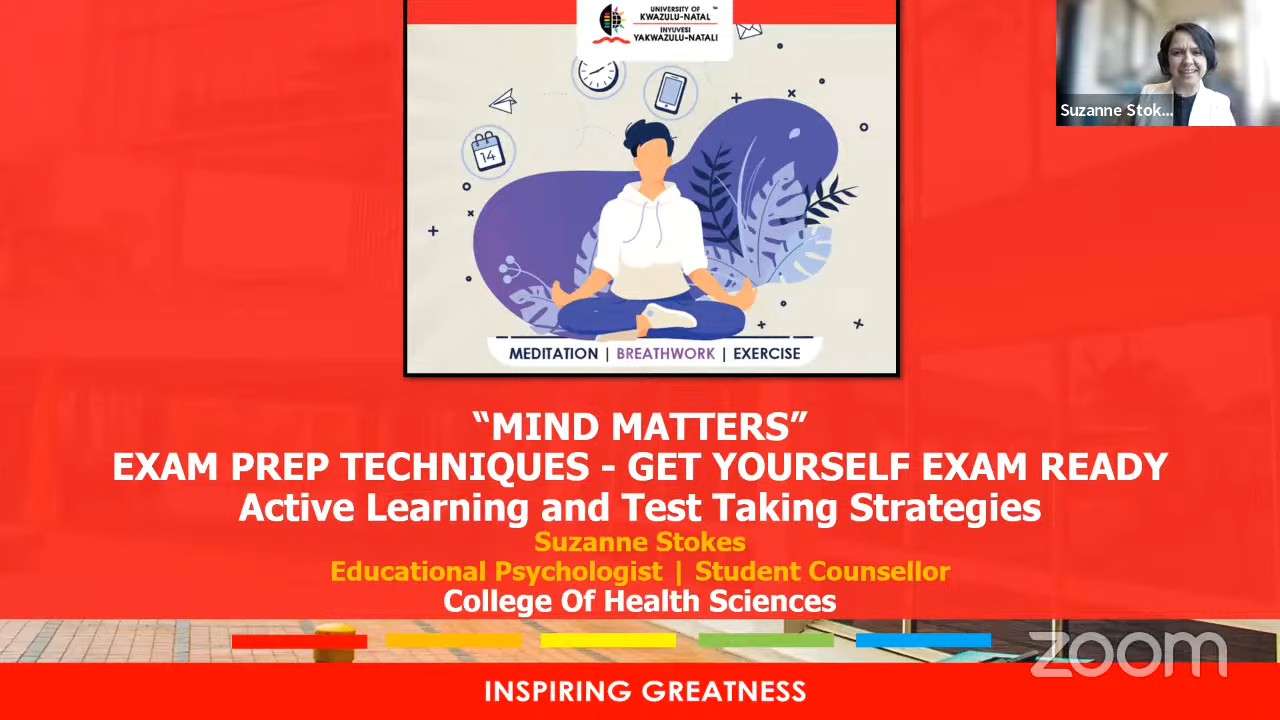 UNIVERSITY OF
KWAZULU-NATAL
INYUVESI
YAKWAZULU-NATALI
Suzanne Stok...
14
MEDITATION | BREATHWORK | EXERCISE
“MIND MATTERS”
EXAM PREP TECHNIQUES - GET YOURSELF EXAM READY
Active Learning and Test Taking Strategies
Suzanne Stokes
Educational Psychologist | Student Counsellor
College Of Health Sciences
zoom
INSPIRING GREATNESS